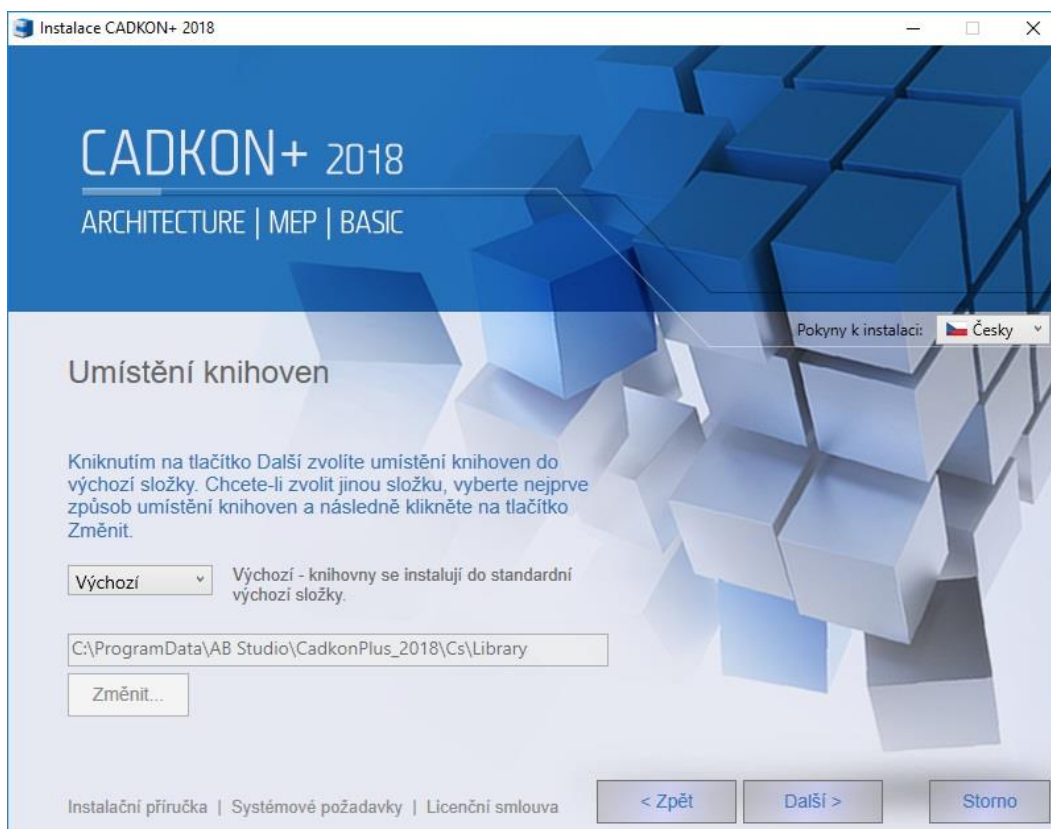 Instalace CADKON+ 2018
CADKON+ 2018
ARCHITECTURE | MEP | BASIC
Pokyny k instalaci: Česky
Umístění knihoven
Kniknutím na tlačítko Další zvolíte umístění knihoven do
výchozí složky. Chcete-li zvolit jinou složku, vyberte nejprve
způsob umístění knihoven a následně klikněte na tlačítko
Změnit.
Výchozí
Výchozí - knihovny se instalují do standardní
výchozí složky.
C:\ProgramData\AB Studio\CadkonPlus_2018\Cs\Library
Změnit...
Instalační příručka | Systémové požadavky | Licenční smlouva
< Zpět
Další >
Storno